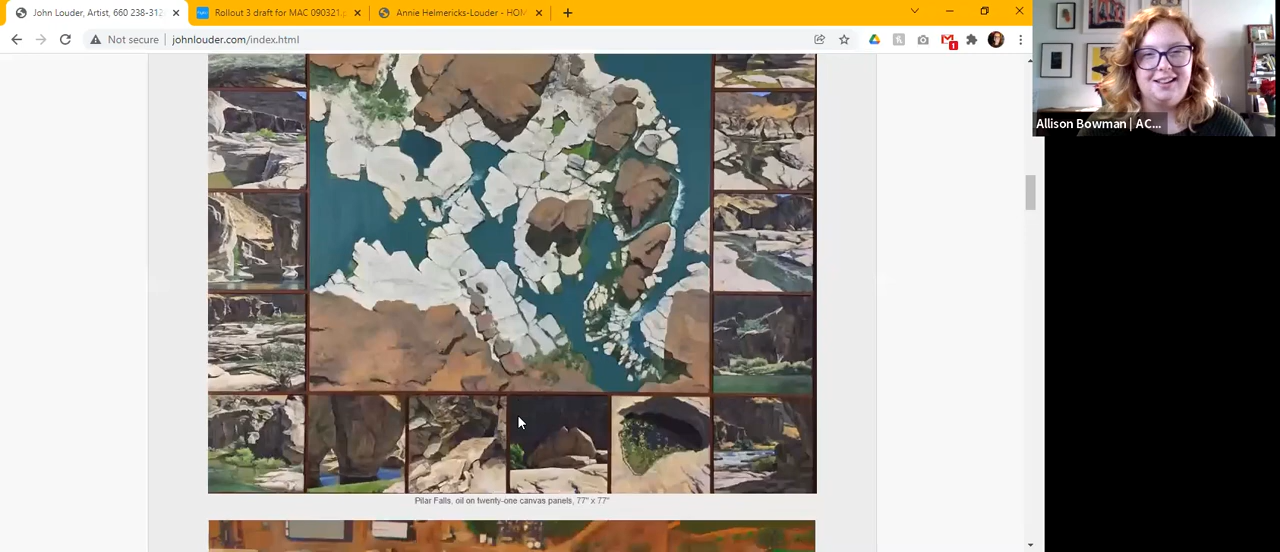 John Louder, Artist, 660 238-312
Rollout 3 draft for MAC 090321.
Annie Helmericks-Louder - HOM
Not secure
johnlouder.com/index.html
1
Allison Bowman | AC...
Pilar Falls, oil on twenty-one canvas panels, 77" x 77"